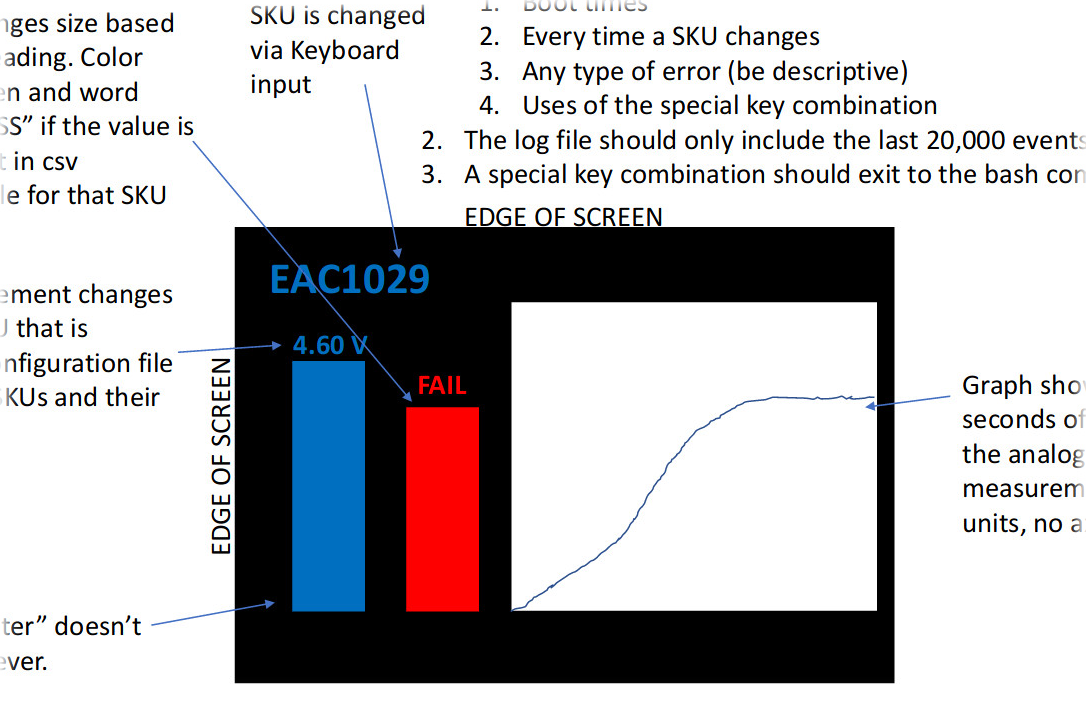 SKU is changed
via Keyboard
input
1. Boot times
2. Every time a SKU changes
3. Any type of error (be descriptive)
4. Uses of the special key combination
2. The log file should only include the last 20,000 events
3. A special key combination should exit to the bash con
nges size based
ading. Color
en and word
SS” if the value is
t in csv
le for that SKU
EDGE OF SCREEN
EAC1029
ement changes
U that is
nfiguration file
SKUs and their
4.60 V
FAIL
EDGE OF SCREEN
Graph sho
seconds of
the analog
measurem
units, no a
ter” doesn’t
ever.